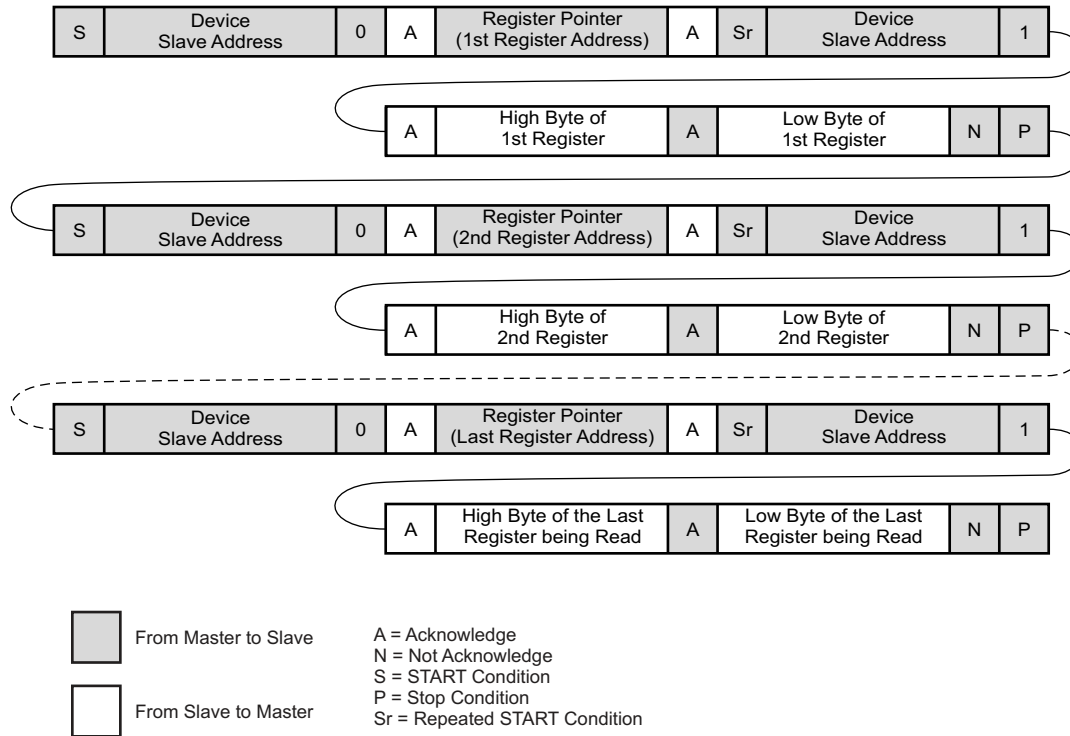 S Device Slave Address 0 A Register Pointer (1st Register Address) A Sr Device Slave Address 1
A High Byte of 1st Register A Low Byte of 1st Register N P
S Device Slave Address 0 A Register Pointer (2nd Register Address) A Sr Device Slave Address 1
A High Byte of 2nd Register A Low Byte of 2nd Register N P
S Device Slave Address 0 A Register Pointer (Last Register Address) A Sr Device Slave Address 1
A High Byte of the Last Register being Read A Low Byte of the Last Register being Read N P
From Master to Slave
From Slave to Master
A = Acknowledge
N = Not Acknowledge
S = START Condition
P = Stop Condition
Sr = Repeated START Condition